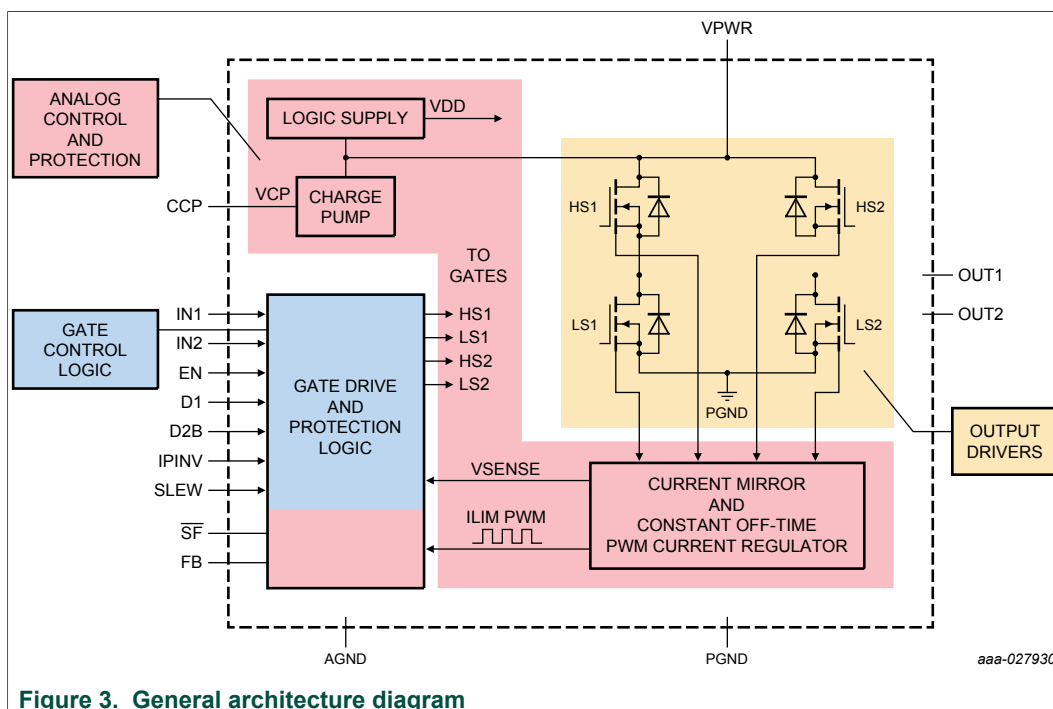 VPWR
ANALOG
CONTROL
AND
PROTECTION
LOGIC SUPPLY
VDD
CCP
VCP
CHARGE
PUMP
HS1
HS2
TO
GATES
OUT1
OUT2
LS1
LS2
PGND
GATE
CONTROL
LOGIC
IN1
IN2
EN
D1
D2B
IPINV
SLEW
SF
FB
GATE DRIVE
AND
PROTECTION
LOGIC
HS1
LS1
HS2
LS2
OUTPUT
DRIVERS
VSENSE
ILIM PWM
CURRENT MIRROR
AND
CONSTANT OFF-TIME
PWM CURRENT REGULATOR
AGND
PGND
aaa-027930
Figure 3. General architecture diagram